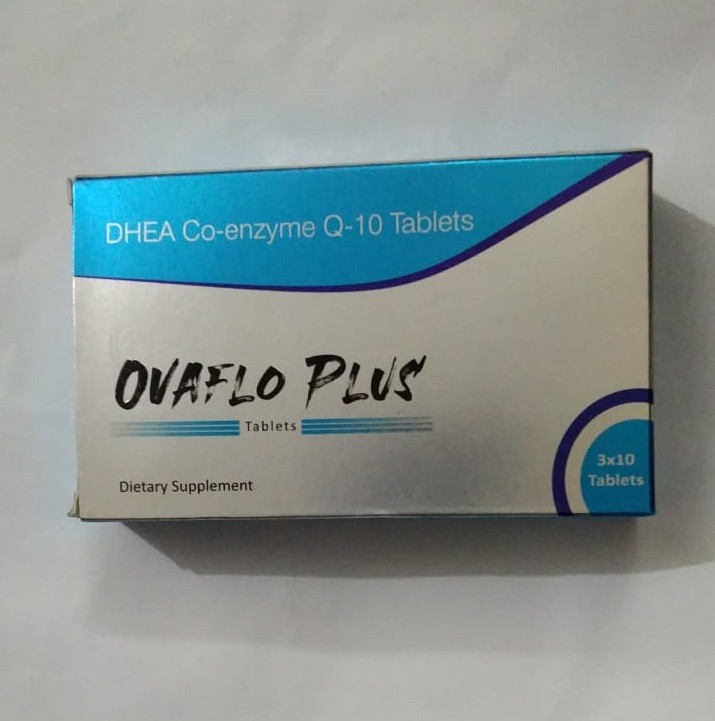 DHEA Co-enzyme Q-10 Tablets
OVAFLO PLUS
Tablets
Dietary Supplement
3x10
Tablets